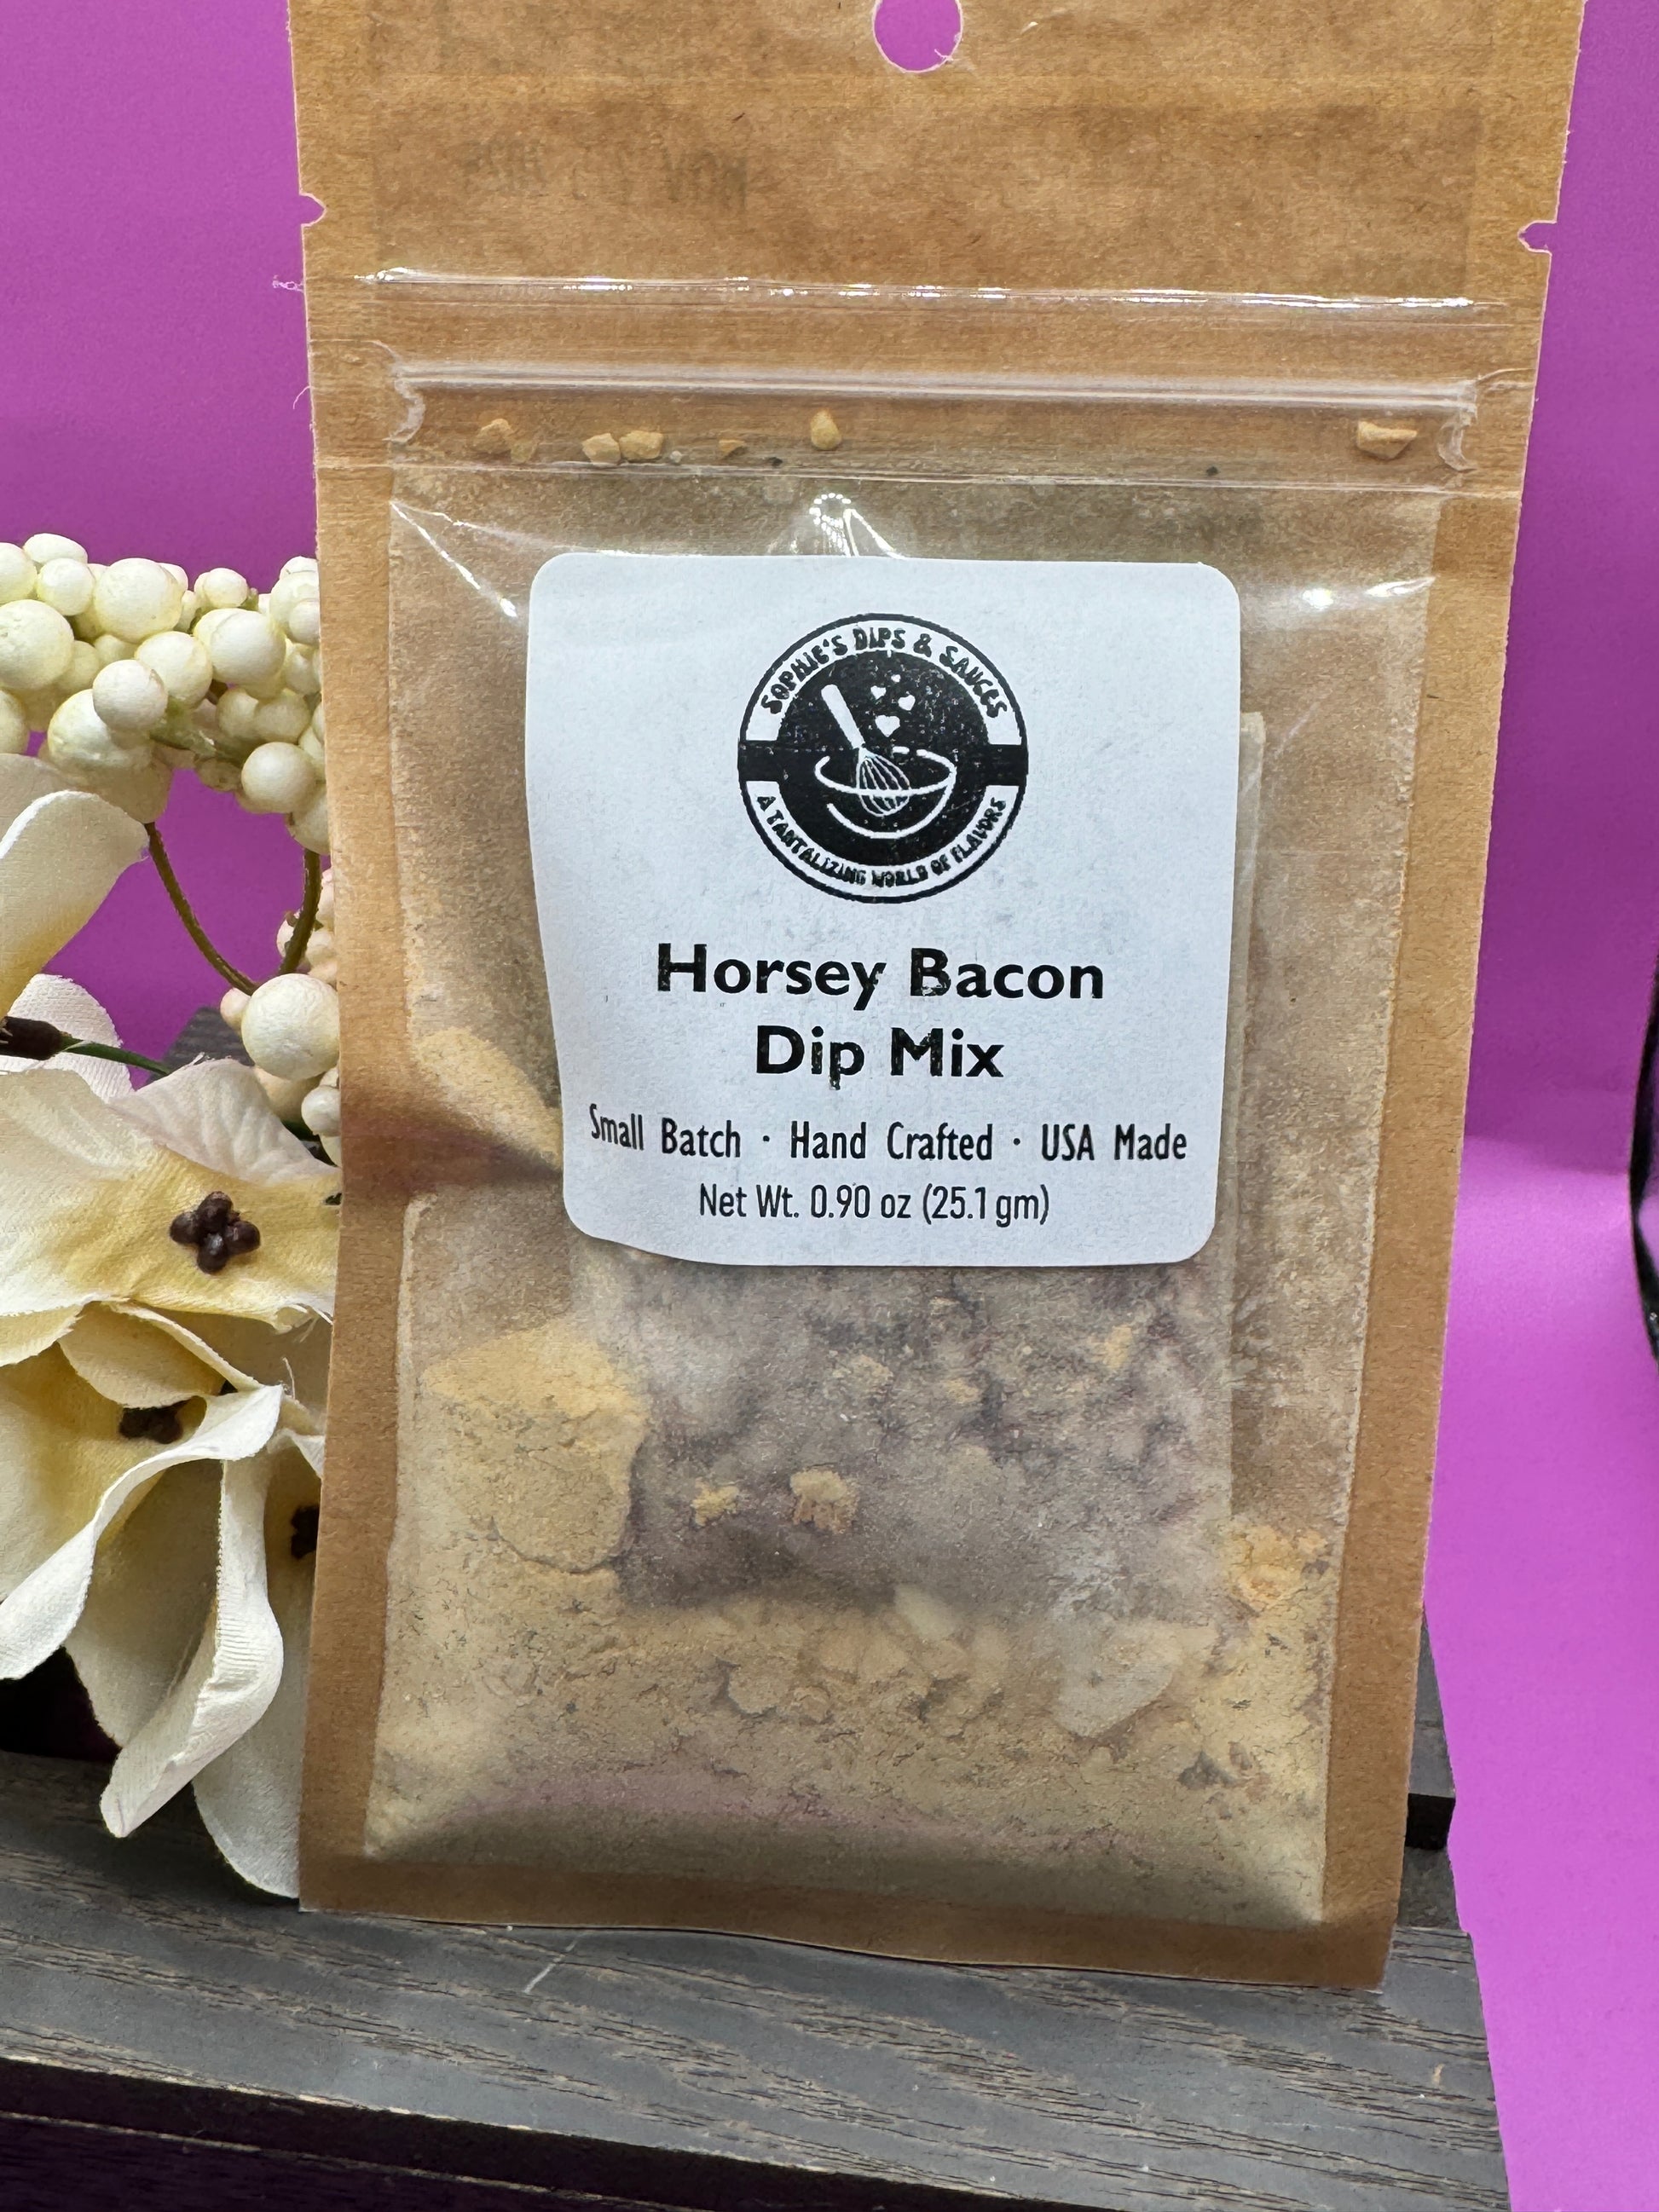 SOPHIE'S DIPS & SAUCES
A TANTALIZING WORLD OF FLAVORS
Horsey Bacon
Dip Mix
Small Batch · Hand Crafted · USA Made
Net Wt. 0.90 oz (25.1 gm)